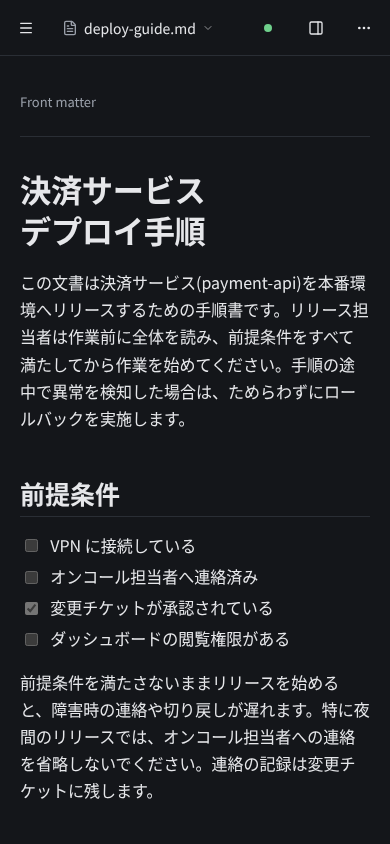 deploy-guide.md
Front matter
決済サービス
デプロイ手順
この文書は決済サービス(payment-api)を本番環
境へリリースするための手順書です。リリース担
当者は作業前に全体を読み、前提条件をすべて
満たしてから作業を始めてください。手順の途
中で異常を検知した場合は、ためらわずにロー
ルバックを実施します。
前提条件
VPN に接続している
オンコール担当者へ連絡済み
変更チケットが承認されている
ダッシュボードの閲覧権限がある
前提条件を満たさないままリリースを始める
と、障害時の連絡や切り戻しが遅れます。特に夜
間のリリースでは、オンコール担当者への連絡
を省略しないでください。連絡の記録は変更チ
ケットに残します。